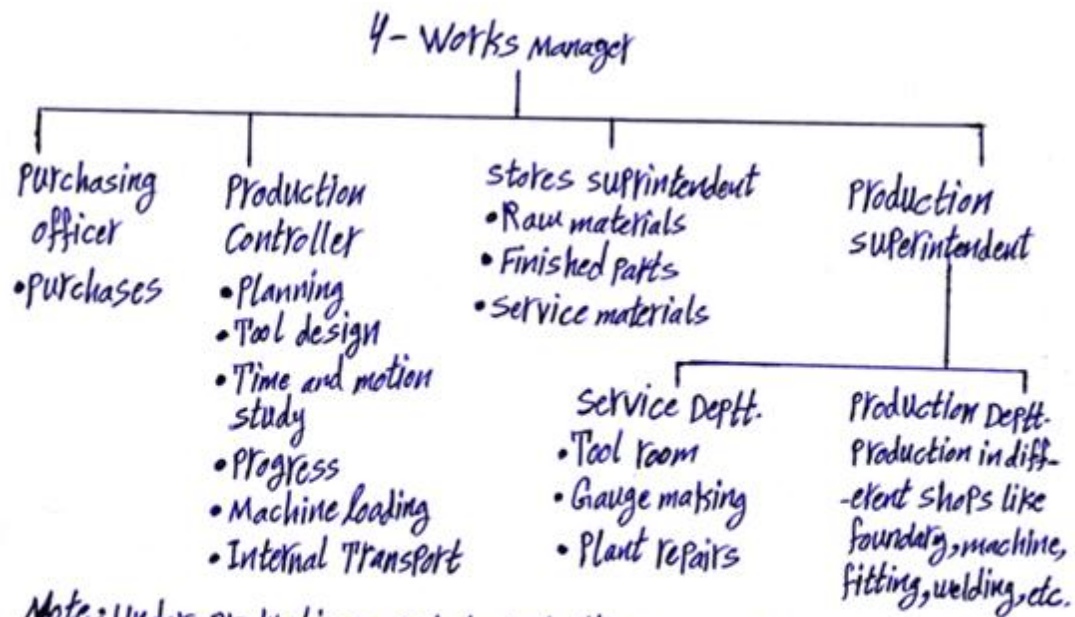 4- Works Manager
Purchasing
officer
• Purchases
Production
Controller
• Planning
• Tool design
• Time and motion
study
• Progress
• Machine loading
• Internal Transport
Stores suprintendent
• Raw materials
• Finished parts
• Service materials
Production
superintendent
Service Deptt.
• Tool room
• Gauge making
• Plant repairs
Production Deptt.
Production in diff-
-erent shops like
foundary, machine,
fitting, welding, etc.
Note: Under